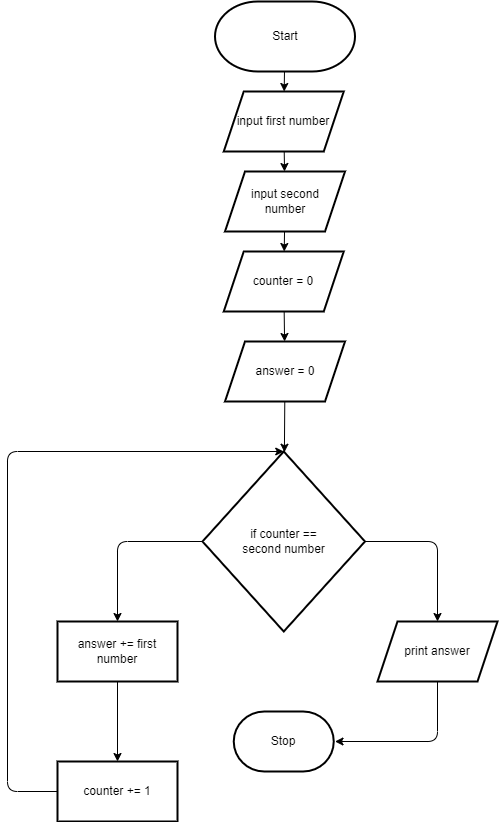 Start
input first number
input second
number
counter = 0
answer = 0
if counter ==
second number
answer += first
number
print answer
Stop
counter += 1